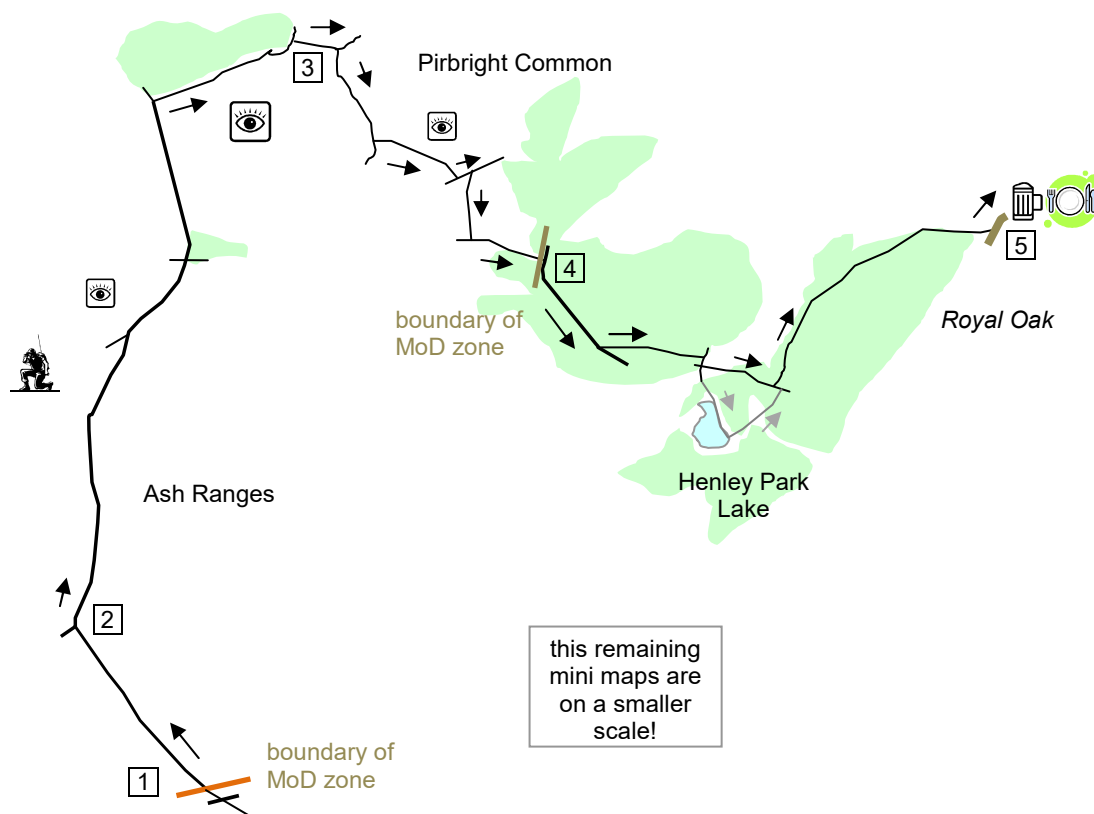 3
Pirbright Common
5
4
boundary of
MoD zone
Royal Oak
Henley Park
Lake
Ash Ranges
2
this remaining
mini maps are
on a smaller
scale!
1
boundary of
MoD zone